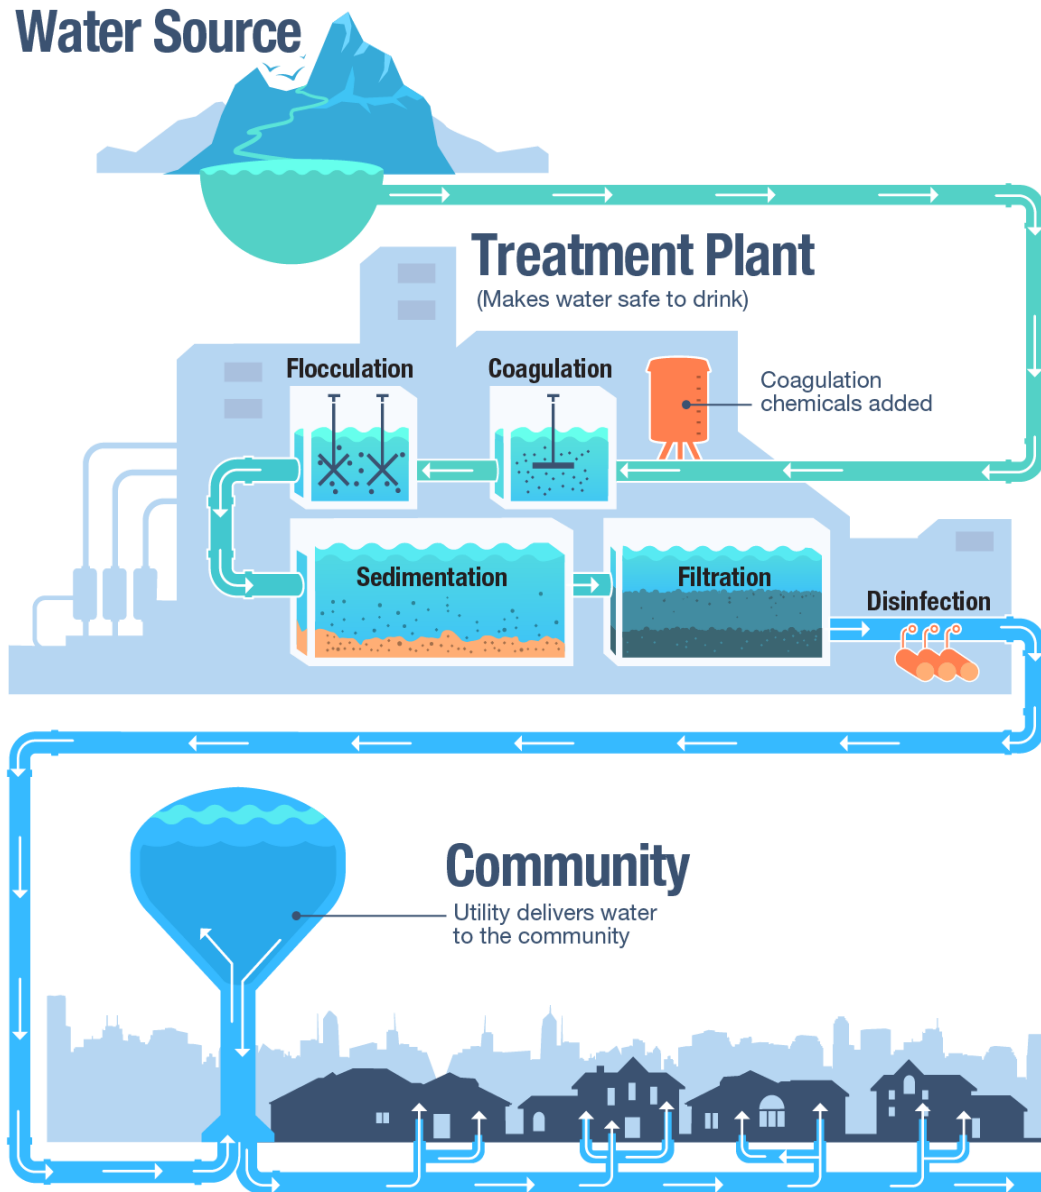 Water Source
Treatment Plant
(Makes water safe to drink)
Flocculation
Coagulation
Coagulation
chemicals added
Sedimentation
Filtration
Disinfection
Community
Utility delivers water
to the community